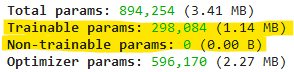 Total params: 894,254 (3.41 MB)
Trainable params: 298,084 (1.14 MB)
Non-trainable params: 0 (0.00 B)
Optimizer params: 596,170 (2.27 MB)